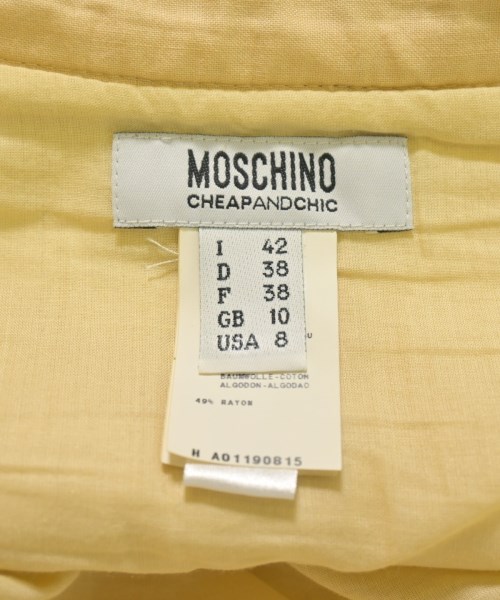 MOSCHINO
CHEAPANDCHIC
I 42
D 38
F 38
GB 10
USA 8
U
BAUMWOLLE-COTON
ALGODON-ALGODAO
49% RAYON
H A01190815